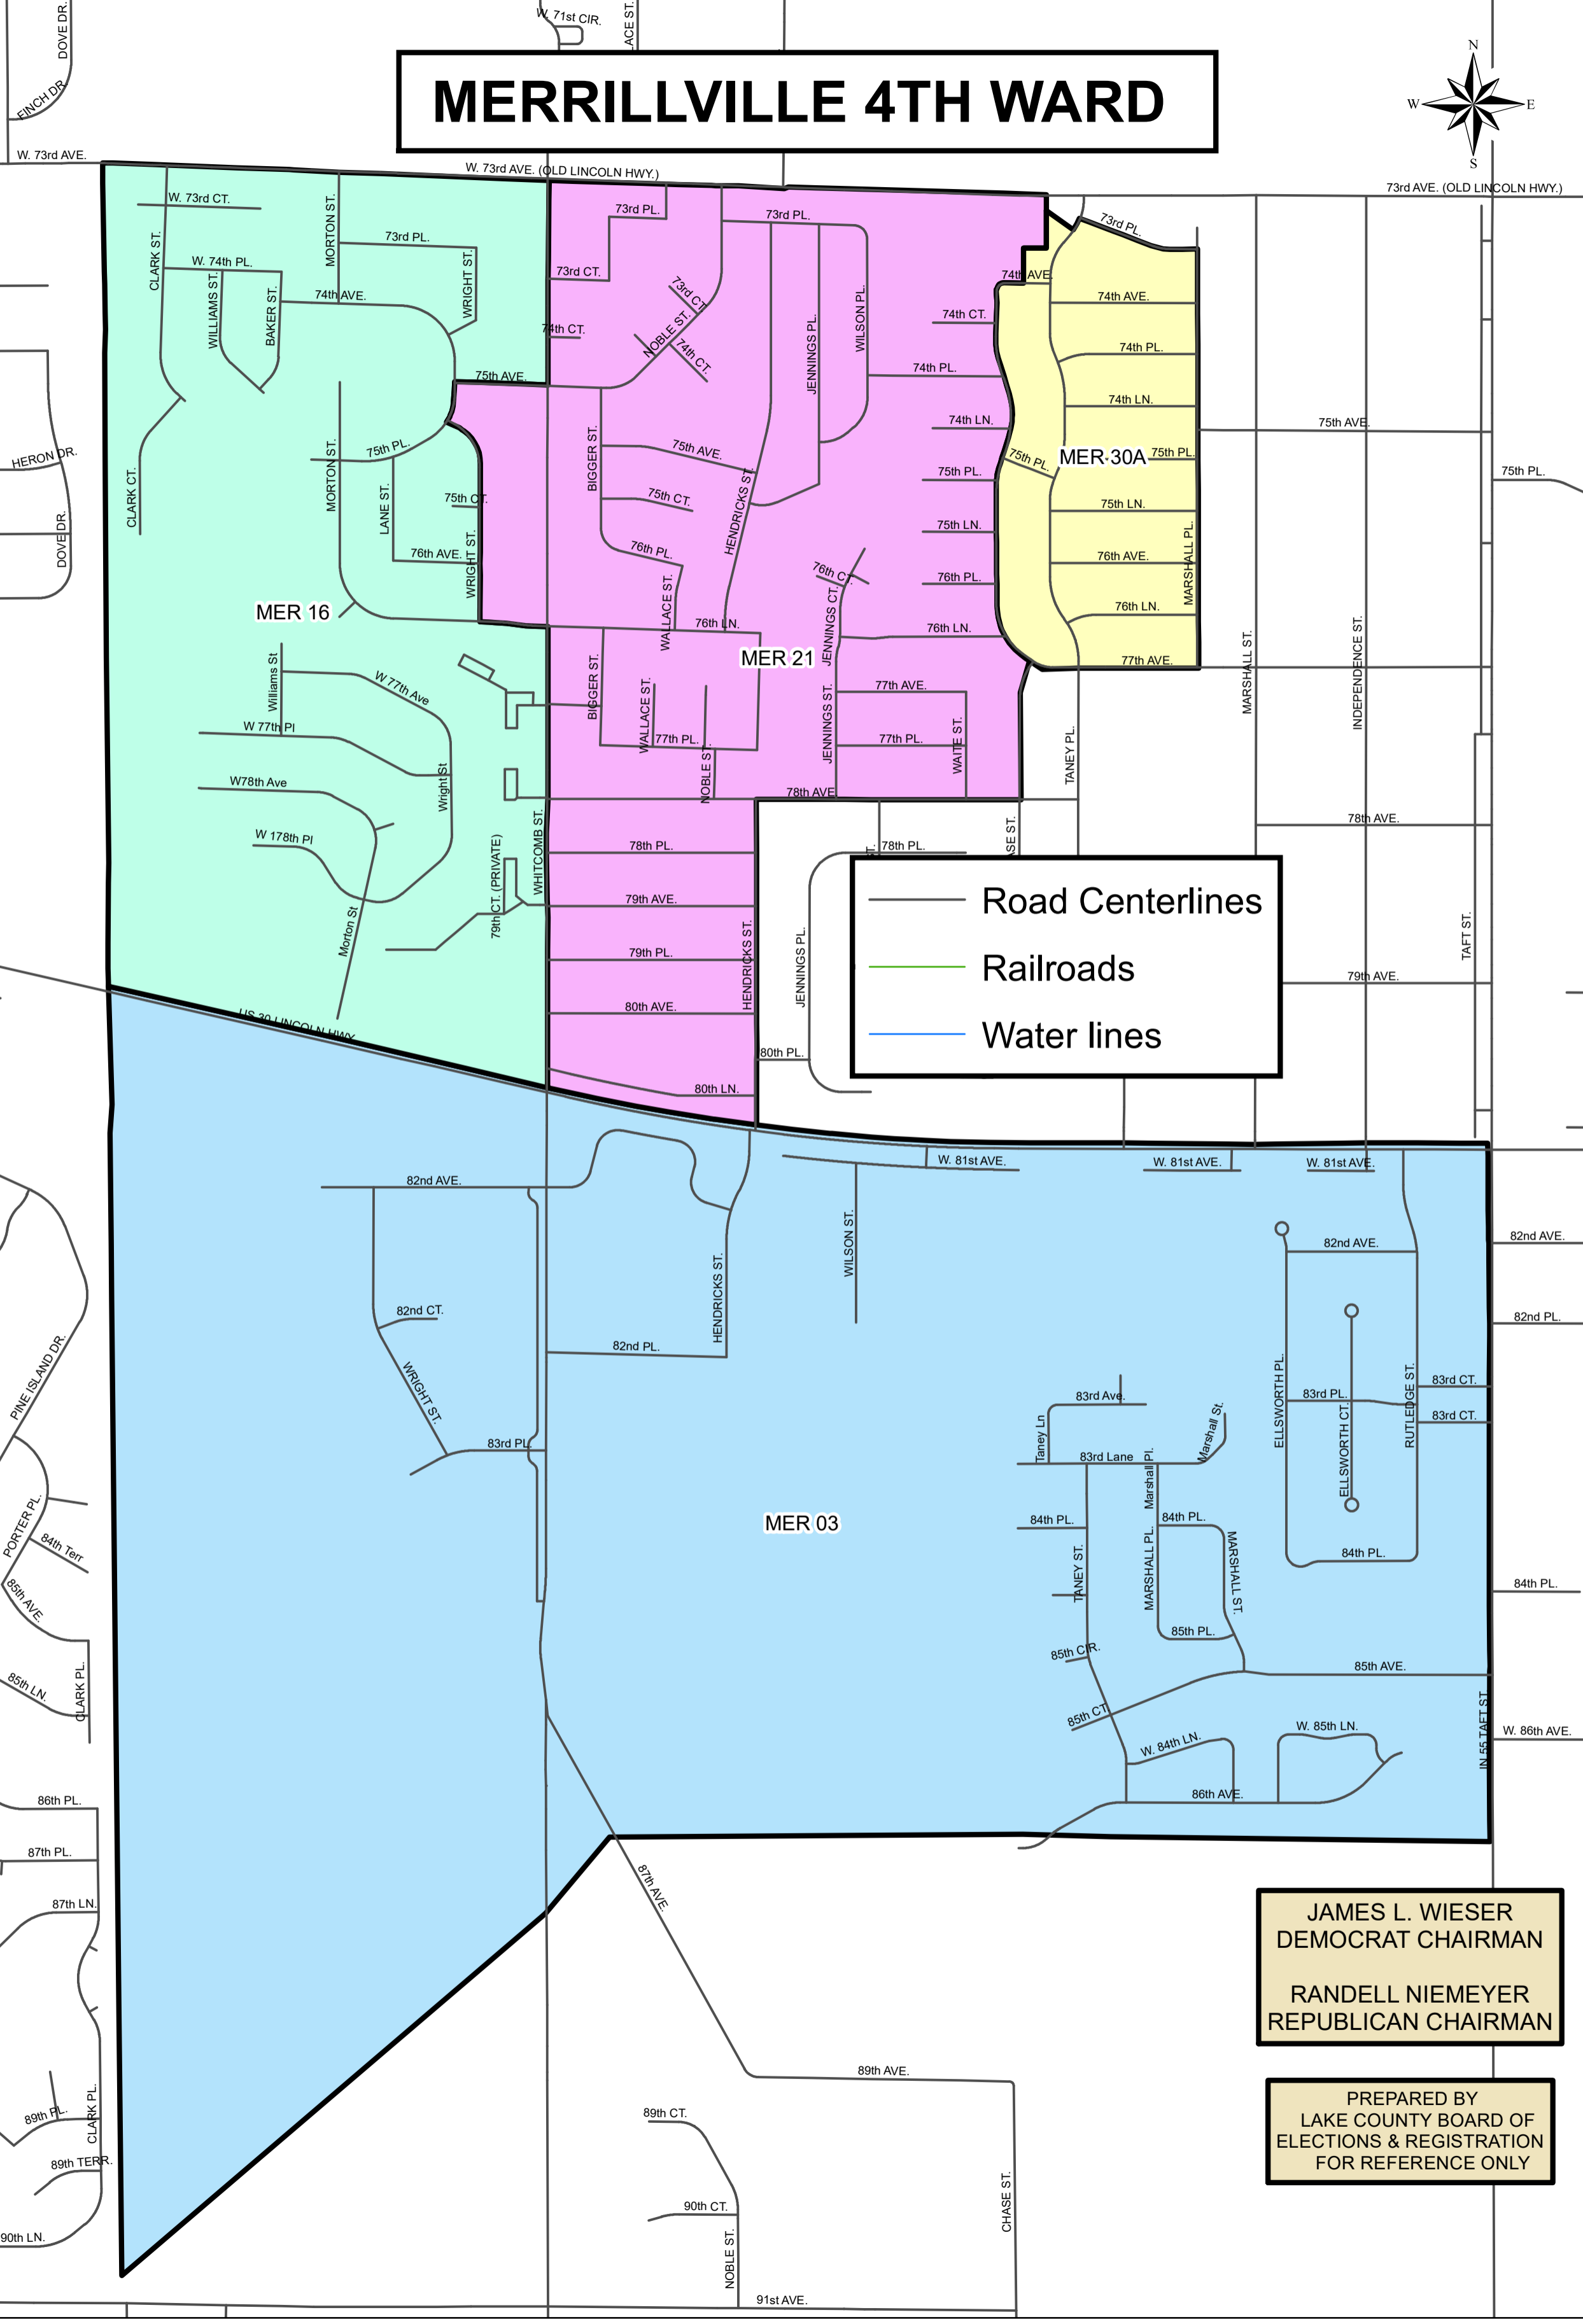 W. 71st CIR.
DOVE DR.
FINCH DR.
MERRILLVILLE 4TH WARD
N
W
E
S
W. 73rd AVE.
W. 73rd AVE. (OLD LINCOLN HWY.)
73rd AVE. (OLD LINCOLN HWY.)
W. 73rd CT.
MORTON ST.
73rd PL.
CLARK ST.
W. 74th PL.
WILLIAMS ST.
BAKER ST.
74th AVE.
WRIGHT ST.
73rd PL.
73rd PL.
73rd CT.
73rd CT.
NOBLE ST.
74th CT.
74th CT.
JENNINGS PL.
WILSON PL.
73rd PL.
74th AVE.
74th AVE.
74th CT.
74th PL.
74th PL.
75th AVE.
74th LN.
74th LN.
75th AVE.
HERON DR.
DOVE DR.
CLARK CT.
MORTON ST.
75th PL.
LANE ST.
75th CT.
76th AVE.
WRIGHT ST.
BIGGER ST.
75th AVE.
75th CT.
HENDRICKS ST.
76th PL.
WALLACE ST.
75th PL.
75th PL.
MER 30A
75th PL.
75th PL.
75th LN.
75th LN.
76th AVE.
MARSHALL PL.
76th CT.
76th PL.
76th LN.
JENNINGS CT.
76th LN.
76th LN.
MER 16
MER 21
77th AVE.
MARSHALL ST.
INDEPENDENCE ST.
Williams St
W 77th Ave
W 77th Pl
W78th Ave
Wright St
W 178th Pl
Morton St
79th CT. (PRIVATE)
WHITCOMB ST.
BIGGER ST.
WALLACE ST.
77th PL.
NOBLE ST.
JENNINGS ST.
77th AVE.
77th PL.
WAITE ST.
TANEY PL.
78th AVE.
78th AVE.
78th PL.
78th PL.
79th AVE.
79th PL.
HENDRICKS ST.
80th AVE.
80th PL.
80th LN.
JENNINGS PL.
79th AVE.
TAFT ST.
Road Centerlines
Railroads
Water lines
US 30 LINCOLN HWY.
W. 81st AVE.
W. 81st AVE.
W. 81st AVE.
82nd AVE.
82nd AVE.
82nd AVE.
WILSON ST.
HENDRICKS ST.
82nd CT.
82nd PL.
82nd PL.
WRIGHT ST.
83rd PL.
PINE ISLAND DR.
ELLSWORTH PL.
83rd PL.
ELLSWORTH CT.
RUTLEDGE ST.
83rd CT.
83rd CT.
83rd Ave.
Taney Ln
83rd Lane
Marshall St.
Marshall Pl.
MER 03
PORTER PL.
84th Terr
85th AVE.
84th PL.
84th PL.
84th PL.
84th PL.
TANEY ST.
MARSHALL PL.
MARSHALL ST.
85th PL.
85th CIR.
85th AVE.
85th CT.
85th LN.
CLARK PL.
IN 55 TAFT ST.
W. 84th LN.
W. 85th LN.
W. 86th AVE.
86th AVE.
86th PL.
87th PL.
87th LN.
87th AVE.
JAMES L. WIESER
DEMOCRAT CHAIRMAN
RANDELL NIEMEYER
REPUBLICAN CHAIRMAN
89th AVE.
PREPARED BY
LAKE COUNTY BOARD OF
ELECTIONS & REGISTRATION
FOR REFERENCE ONLY
89th PL.
CLARK PL.
89th TERR.
90th LN.
89th CT.
90th CT.
NOBLE ST.
CHASE ST.
91st AVE.